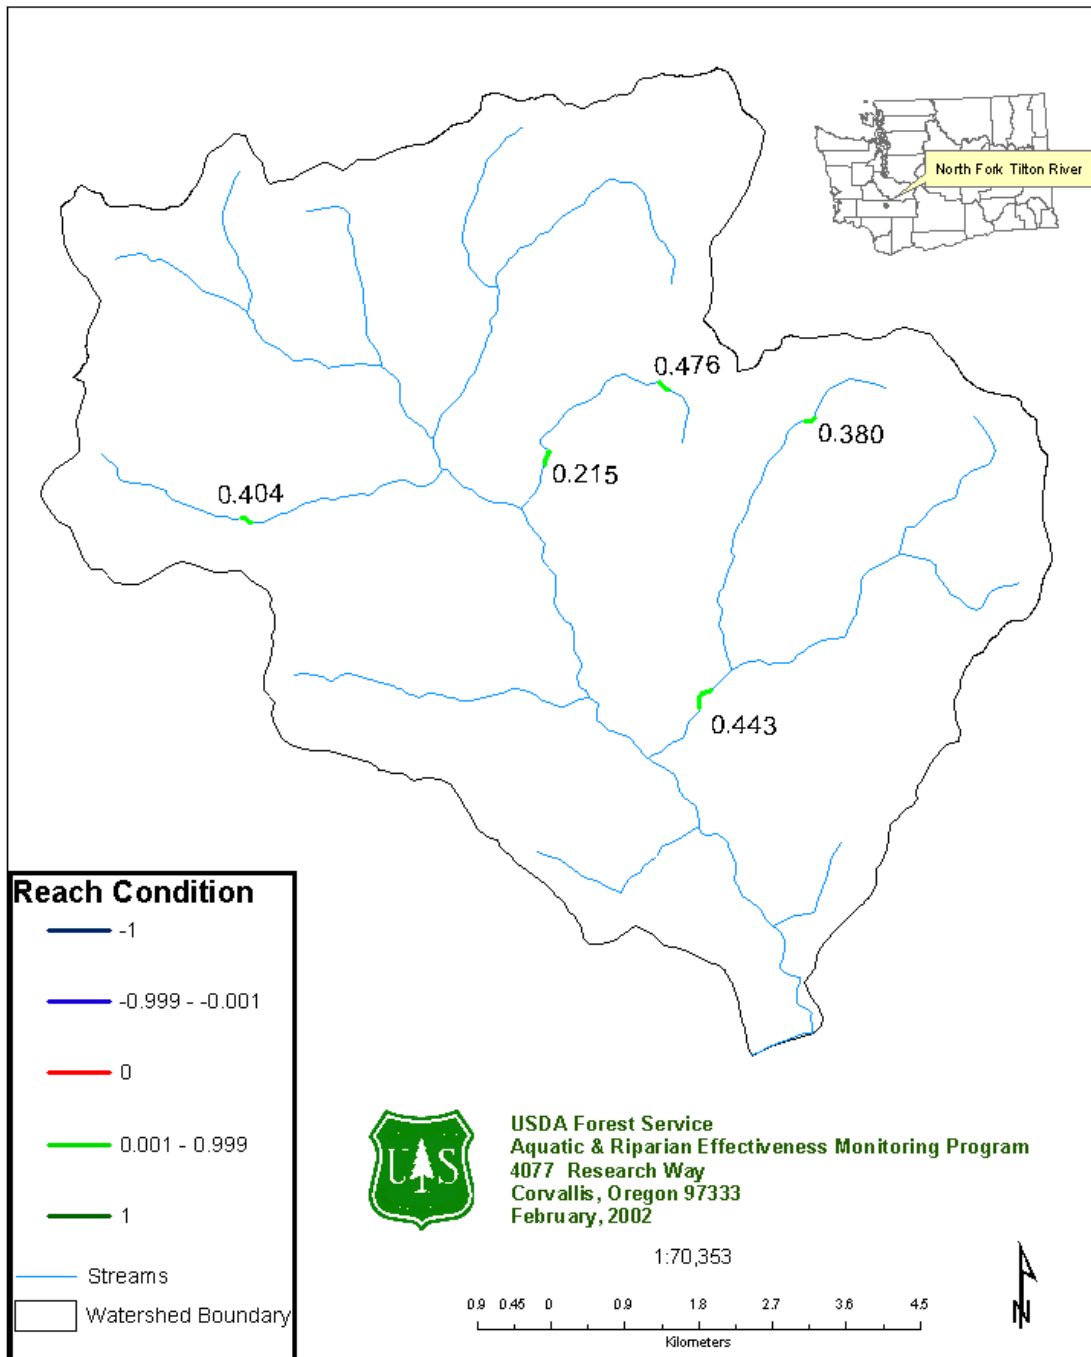 North Fork Tilton River
0.476
0.380
0.215
0.404
0.443
Reach Condition
-1
-0.999 - -0.001
0
0.001 - 0.999
1
Streams
Watershed Boundary
U S
USDA Forest Service
Aquatic & Riparian Effectiveness Monitoring Program
4077 Research Way
Corvallis, Oregon 97333
February, 2002
1:70,353
0.9 0.45 0 0.9 1.8 2.7 3.6 4.5
Kilometers
N